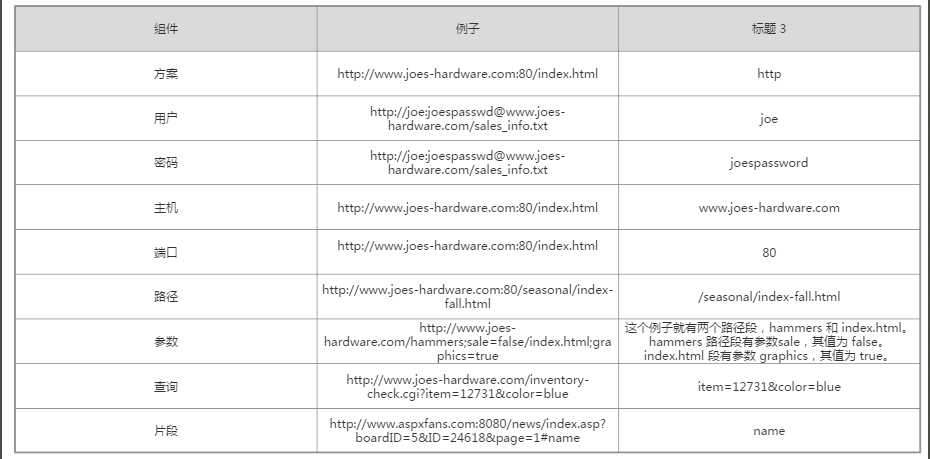 组件 例子 标题 3
方案 http://www.joes-hardware.com:80/index.html http
用户 http://joe:joespasswd@www.joes-
hardware.com/sales_info.txt joe
密码 http://joe:joespasswd@www.joes-
hardware.com/sales_info.txt joespassword
主机 http://www.joes-hardware.com:80/index.html www.joes-hardware.com
端口 http://www.joes-hardware.com:80/index.html 80
路径 http://www.joes-hardware.com:80/seasonal/index-
fall.html /seasonal/index-fall.html
参数 http://www.joes-
hardware.com/hammers;sale=false/index.html;gra
phics=true
这个例子就有两个路径段，hammers 和 index.html。
hammers 路径段有参数sale，其值为 false。
index.html 段有参数 graphics，其值为 true。
查询 http://www.joes-hardware.com/inventory-
check.cgi?item=12731&color=blue item=12731&color=blue
片段 http://www.aspxfans.com:8080/news/index.asp?
boardID=5&ID=24618&page=1#name name